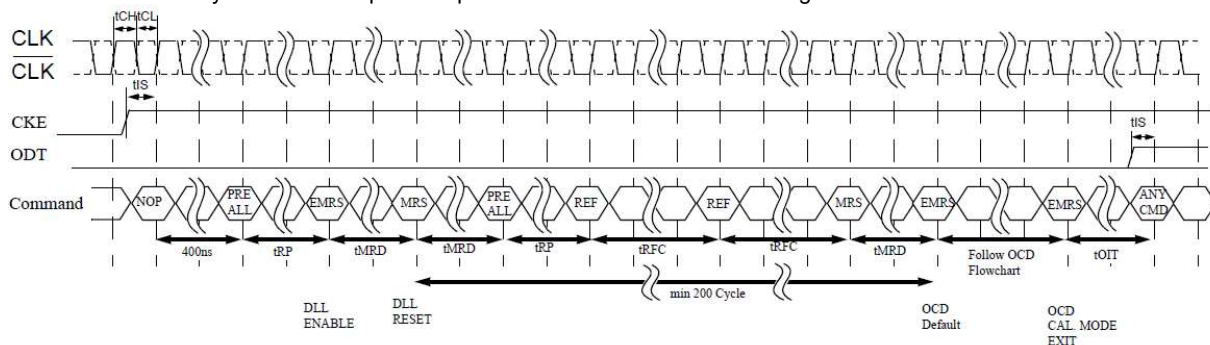 tCH tCL
CLK
CLK
tIS
CKE
tIS
ODT
Command NOP PRE ALL EMRS MRS PRE ALL REF REF MRS EMRS EMRS ANY CMD
400ns tRP tMRD tMRD tRP tRFC tRFC tMRD Follow OCD Flowchart tOIT
min 200 Cycle
DLL ENABLE
DLL RESET
OCD Default
OCD CAL. MODE EXIT